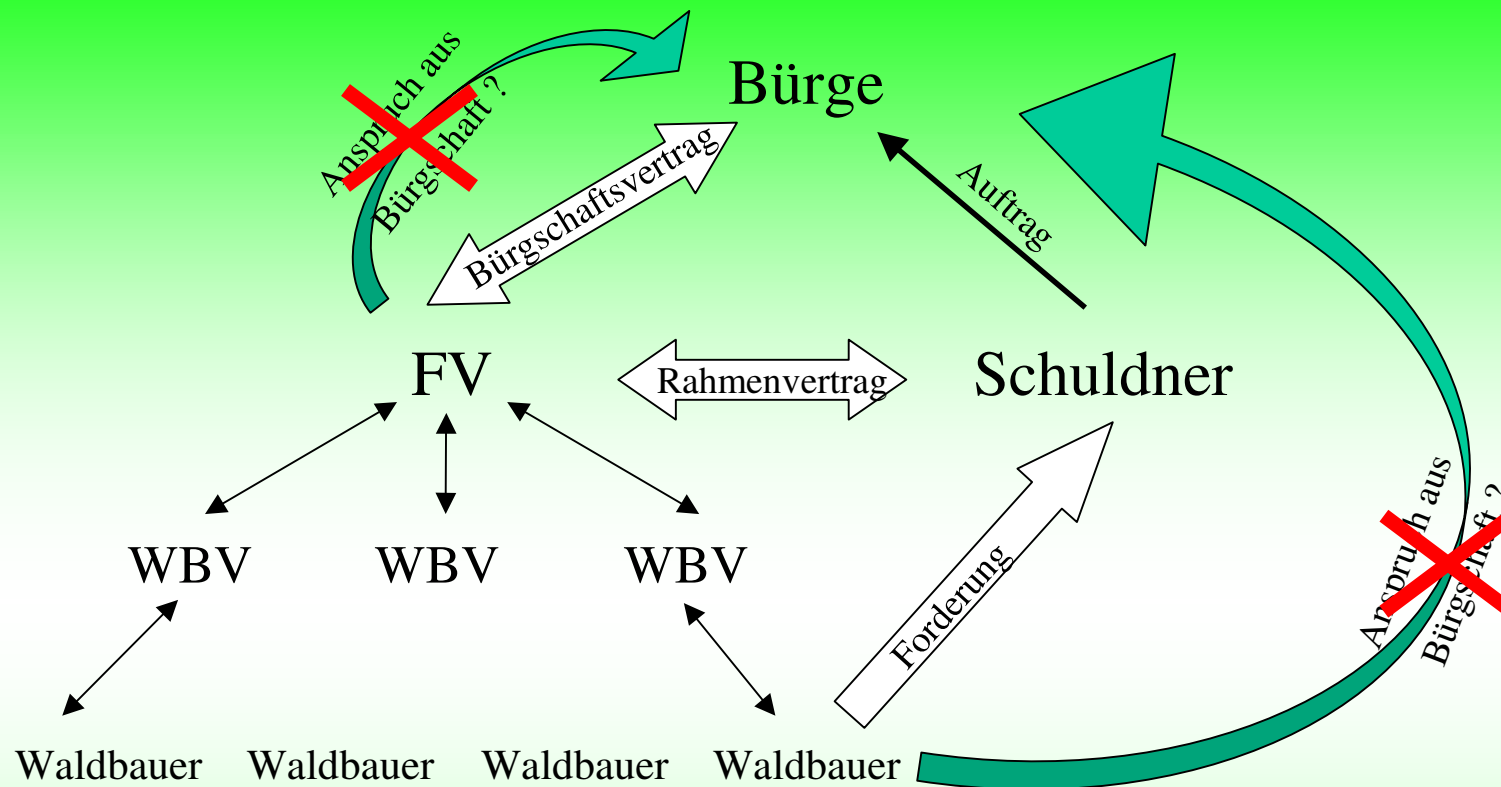 Bürge
Anspruch aus
Bürgschaft ?
Bürgschaftsvertrag
Auftrag
FV
Rahmenvertrag
Schuldner
WBV WBV WBV
Forderung
Anspruch aus
Bürgschaft ?
Waldbauer Waldbauer Waldbauer Waldbauer